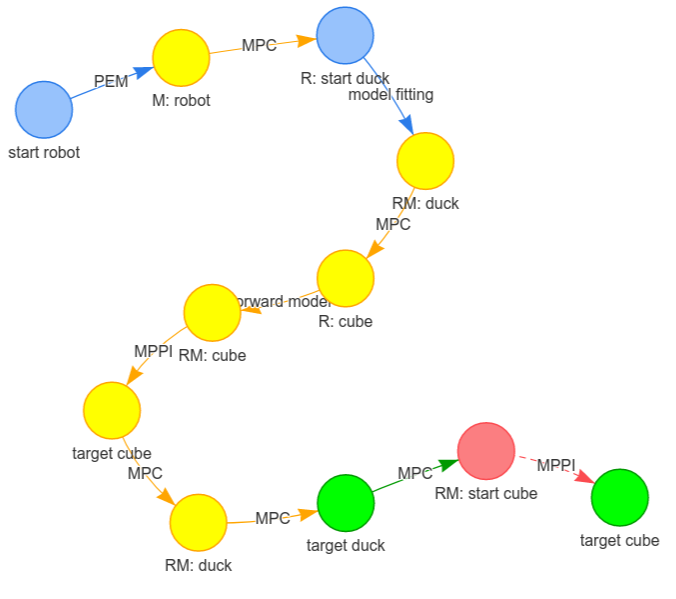 start robot
PEM
M: robot
MPC
R: start duck
model fitting
RM: duck
MPC
R: cube
orward model
RM: cube
MPPI
target cube
MPC
RM: duck
MPC
target duck
MPC
RM: start cube
MPPI
target cube